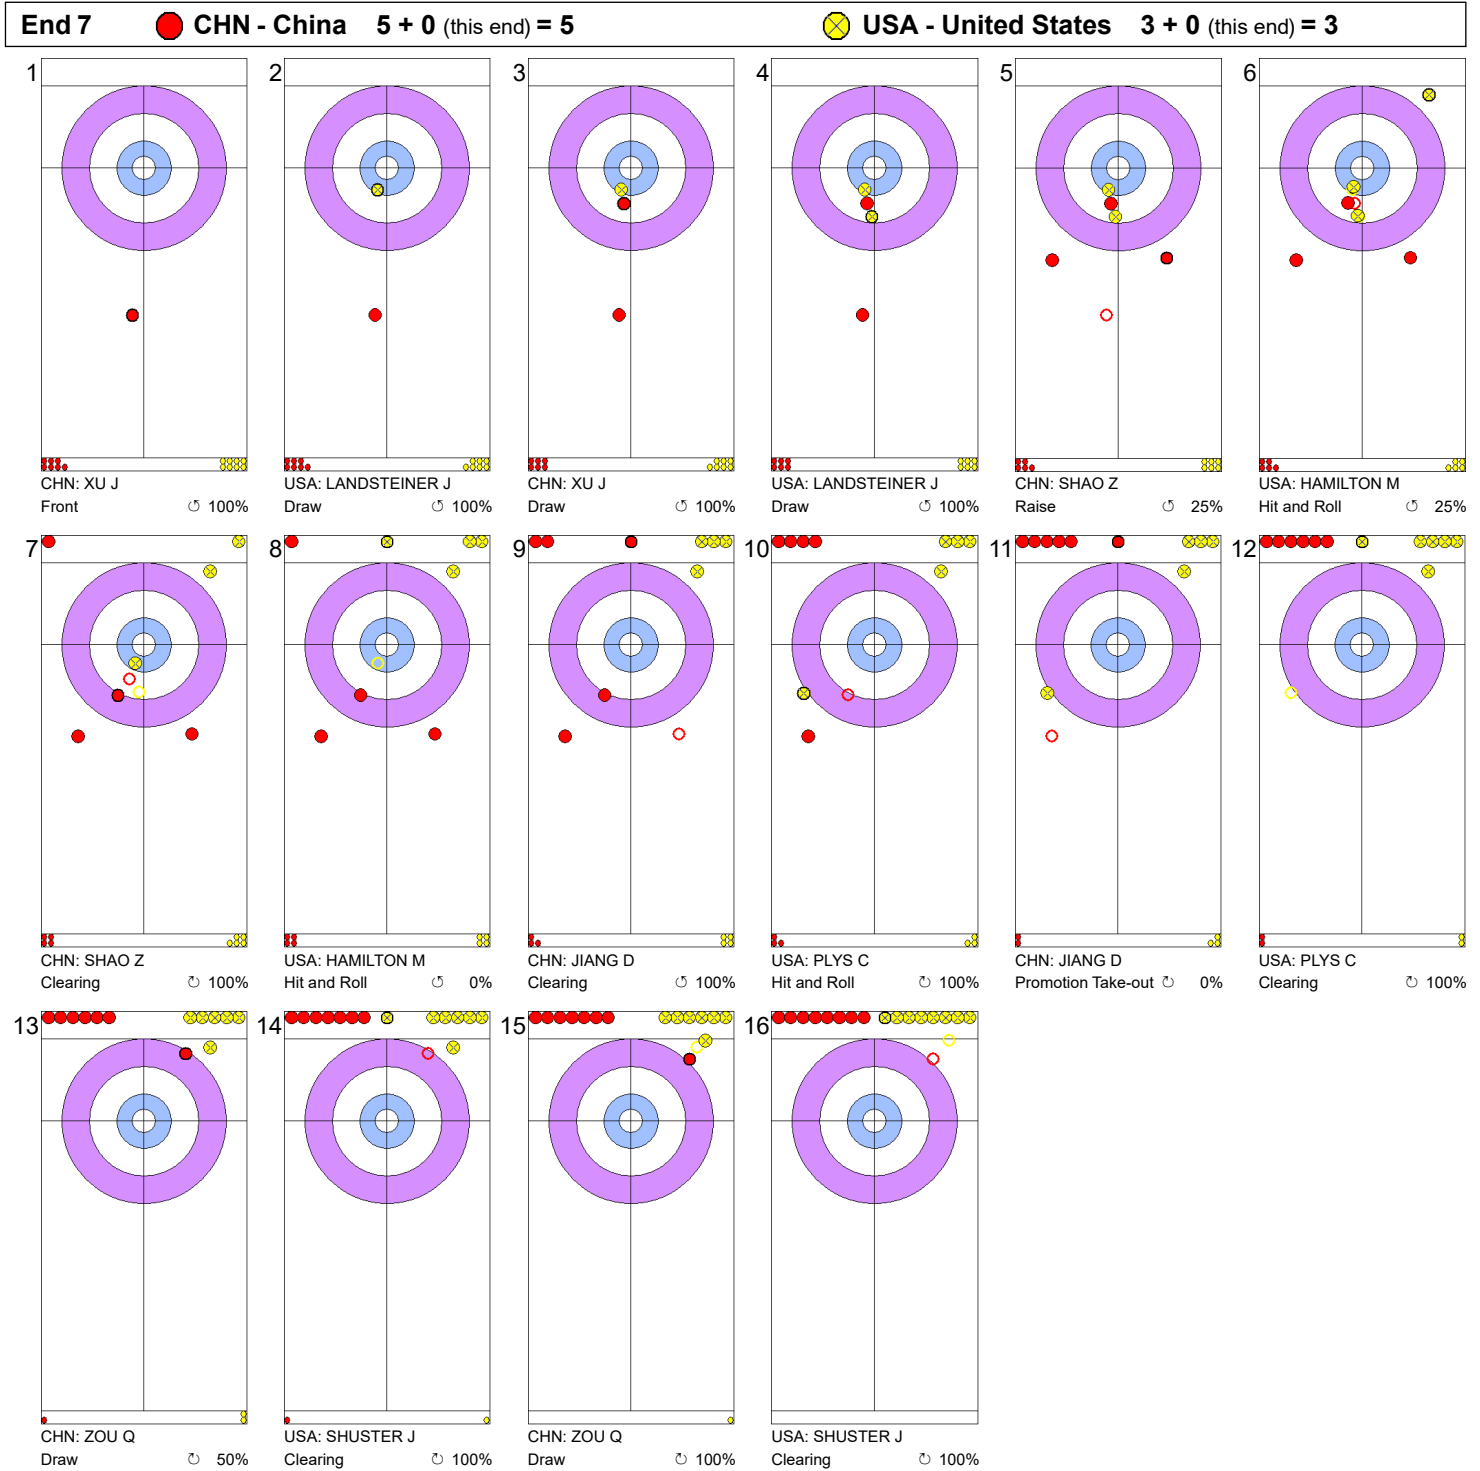 End 7 CHN - China 5 + 0 (this end) = 5 USA - United States 3 + 0 (this end) = 3
1 2 3 4 5 6
CHN: XU J USA: LANDSTEINER J CHN: XU J USA: LANDSTEINER J CHN: SHAO Z USA: HAMILTON M
Front ↺ 100% Draw ↺ 100% Draw ↺ 100% Draw ↺ 100% Raise ↺ 25% Hit and Roll ↺ 25%
7 8 9 10 11 12
CHN: SHAO Z USA: HAMILTON M CHN: JIANG D USA: PLYS C CHN: JIANG D USA: PLYS C
Clearing ↻ 100% Hit and Roll ↻ 0% Clearing ↺ 100% Hit and Roll ↻ 100% Promotion Take-out ↻ 0% Clearing ↻ 100%
13 14 15 16
CHN: ZOU Q USA: SHUSTER J CHN: ZOU Q USA: SHUSTER J
Draw ↻ 50% Clearing ↻ 100% Draw ↻ 100% Clearing ↻ 100%